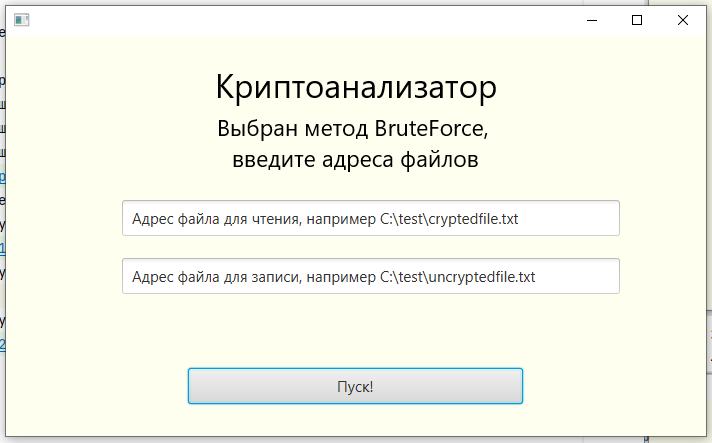 Криптоанализатор
Выбран метод BruteForce,
введите адреса файлов
Адрес файла для чтения, например C:\test\cryptedfile.txt
Адрес файла для записи, например C:\test\uncryptedfile.txt
Пуск!